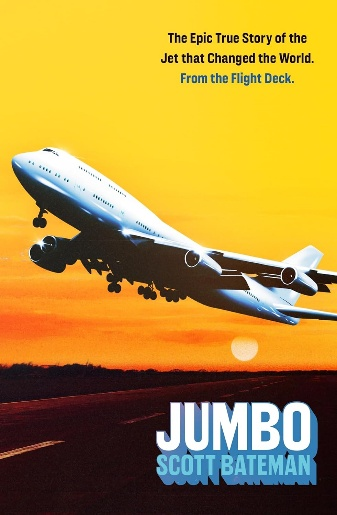 The Epic True Story of the
Jet that Changed the World.
From the Flight Deck.
JUMBO
SCOTT BATEMAN